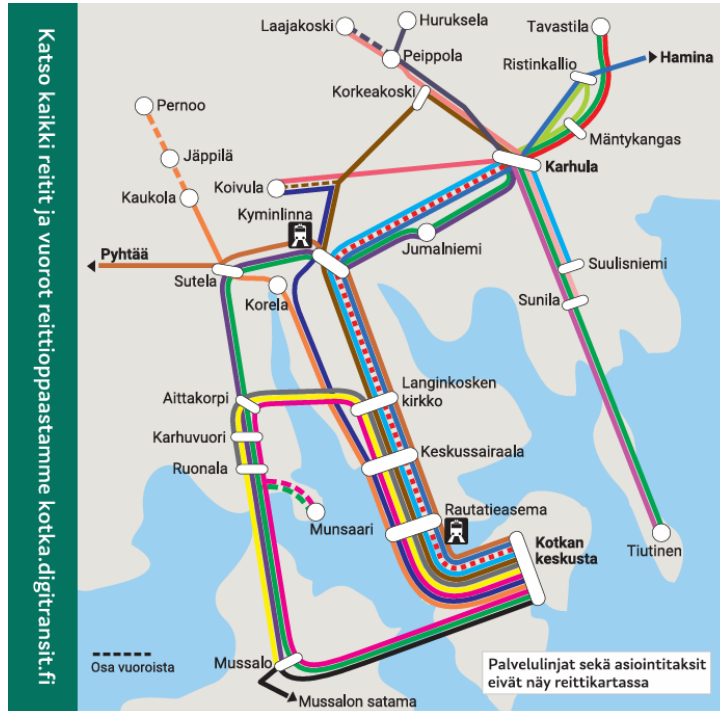 Katso kaikki reitit ja vuorot reittioppaastamme kotka.digitransit.fi
Laajakoski
Huruksela
Tavastila
Peippola
Ristinkallio
Hamina
Korkeakoski
Pernoo
Mäntykangas
Jäppilä
Karhula
Kaukola
Koivula
Kyminlinna
Jumalniemi
Pyhtää
Sutela
Suulisniemi
Korela
Sunila
Aittakorpi
Langinkosken
kirkko
Karhuvuori
Keskussairaala
Ruonala
Rautatieasema
Munsaari
Kotkan
keskusta
Tiutinen
Osa vuoroista
Mussalo
Mussalon satama
Palvelulinjat sekä asiointitaksit
eivät näy reittikartassa